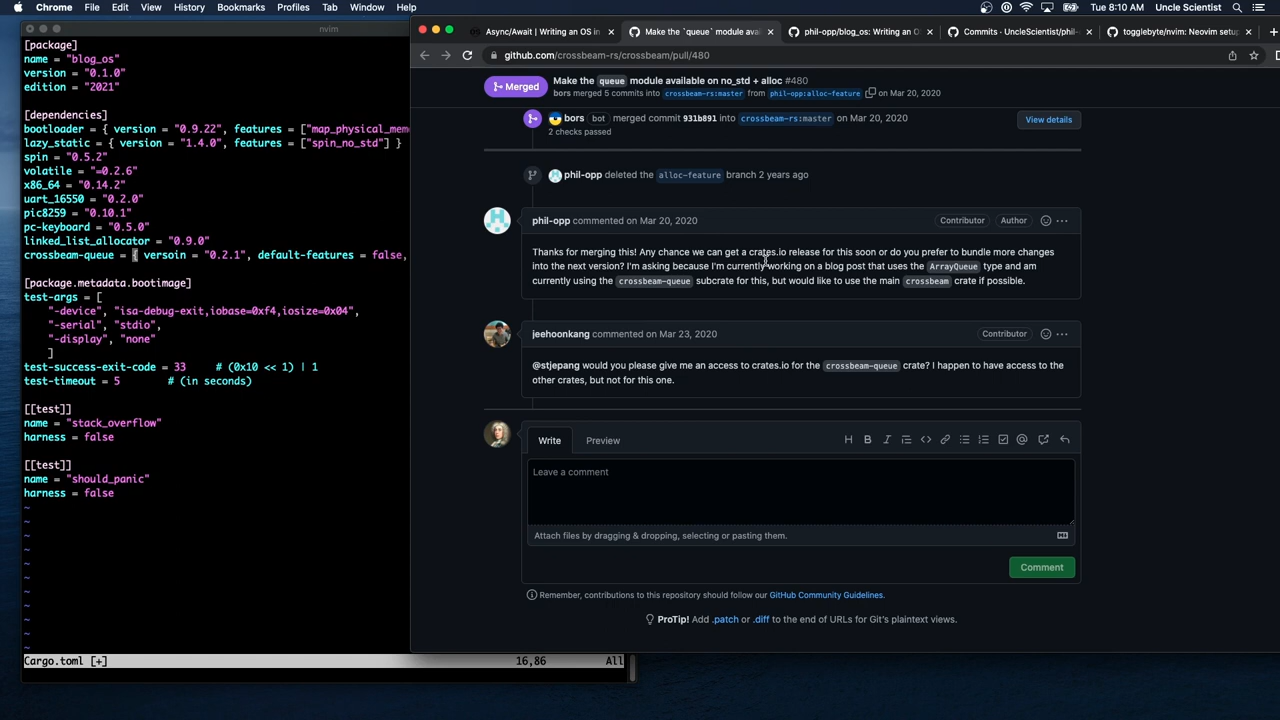 Chrome File Edit View History Bookmarks Profiles Tab Window Help
Tue 8:10 AM Uncle Scientist
nvim
[package]
name = "blog_os"
version = "0.1.0"
edition = "2021"
[dependencies]
bootloader = { version = "0.9.22", features = ["map_physical_mem
lazy_static = { version = "1.4.0", features = ["spin_no_std"] }
spin = "0.5.2"
volatile = "=0.2.6"
x86_64 = "0.14.2"
uart_16550 = "0.2.0"
pic8259 = "0.10.1"
pc-keyboard = "0.5.0"
linked_list_allocator = "0.9.0"
crossbeam-queue = { versoin = "0.2.1", default-features = false,
[package.metadata.bootimage]
test-args = [
"-device", "isa-debug-exit,iobase=0xf4,iosize=0x04",
"-serial", "stdio",
"-display", "none"
]
test-success-exit-code = 33 # (0x10 << 1) | 1
test-timeout = 5 # (in seconds)
[[test]]
name = "stack_overflow"
harness = false
[[test]]
name = "should_panic"
harness = false
~
~
~
~
~
~
~
~
~
~
~
Cargo.toml [+] 16,86 All
Async/Await | Writing an OS in
Make the `queue` module avai
phil-opp/blog_os: Writing an O
Commits · UncleScientist/phil-
togglebyte/nvim: Neovim setup
github.com/crossbeam-rs/crossbeam/pull/480
Merged
Make the queue module available on no_std + alloc #480
bors merged 5 commits into crossbeam-rs:master from phil-opp:alloc-feature on Mar 20, 2020
bors bot merged commit 931b891 into crossbeam-rs:master on Mar 20, 2020
2 checks passed
View details
phil-opp deleted the alloc-feature branch 2 years ago
phil-opp commented on Mar 20, 2020
Contributor Author
Thanks for merging this! Any chance we can get a crates.io release for this soon or do you prefer to bundle more changes
into the next version? I'm asking because I'm currently working on a blog post that uses the ArrayQueue type and am
currently using the crossbeam-queue subcrate for this, but would like to use the main crossbeam crate if possible.
jeehoonkang commented on Mar 23, 2020
Contributor
@stjepang would you please give me an access to crates.io for the crossbeam-queue crate? I happen to have access to the
other crates, but not for this one.
Write Preview
Leave a comment
Attach files by dragging & dropping, selecting or pasting them.
Comment
Remember, contributions to this repository should follow our GitHub Community Guidelines.
ProTip! Add .patch or .diff to the end of URLs for Git's plaintext views.